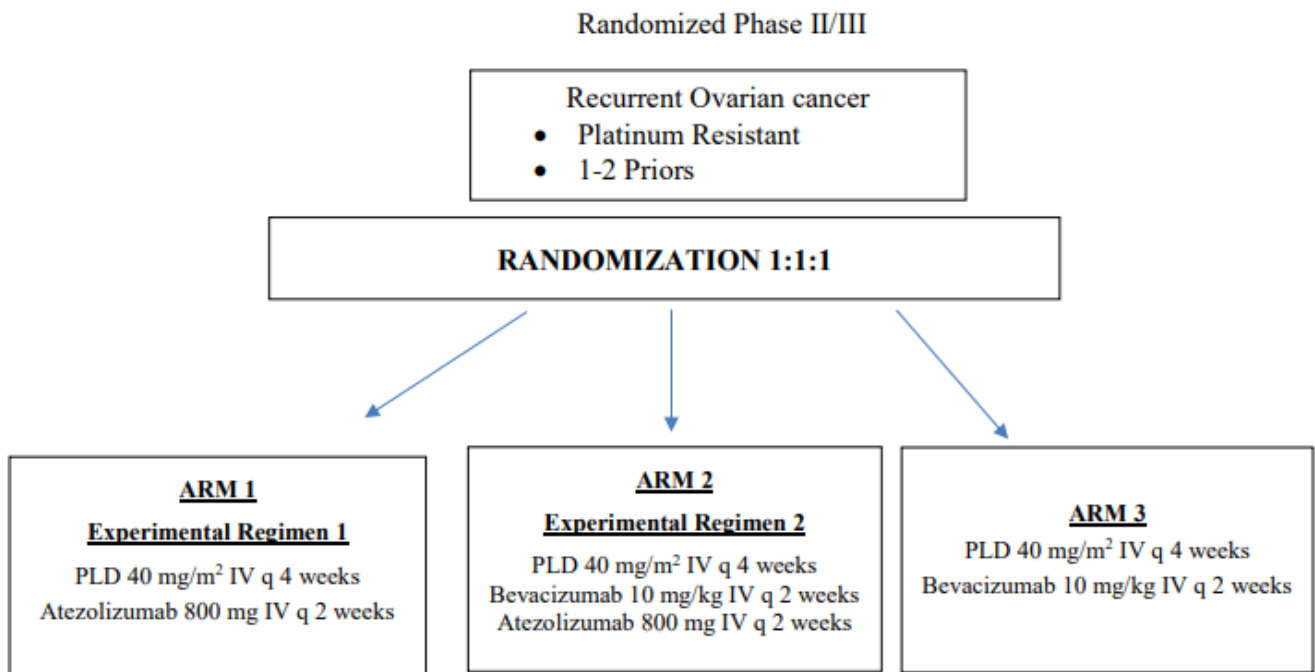 Randomized Phase II/III
Recurrent Ovarian cancer
• Platinum Resistant
• 1-2 Priors
RANDOMIZATION 1:1:1
ARM 1
Experimental Regimen 1
PLD 40 mg/m² IV q 4 weeks
Atezolizumab 800 mg IV q 2 weeks
ARM 2
Experimental Regimen 2
PLD 40 mg/m² IV q 4 weeks
Bevacizumab 10 mg/kg IV q 2 weeks
Atezolizumab 800 mg IV q 2 weeks
ARM 3
PLD 40 mg/m² IV q 4 weeks
Bevacizumab 10 mg/kg IV q 2 weeks